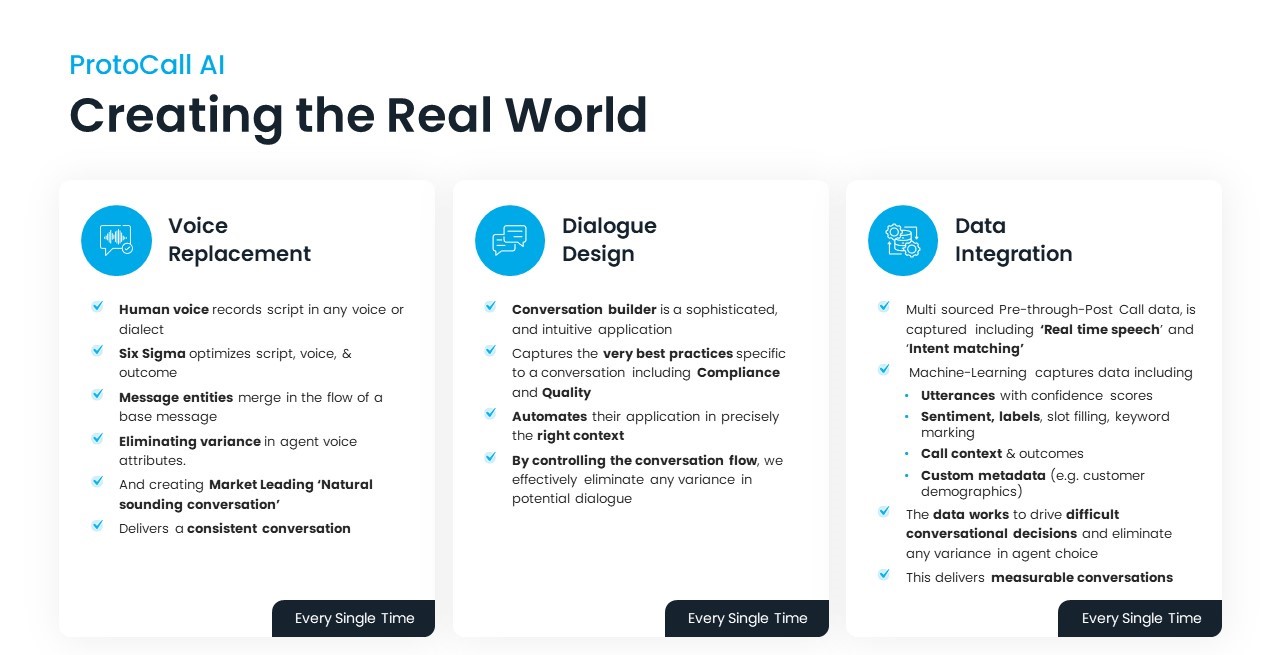 ProtoCall AI
Creating the Real World
Voice
Replacement
Human voice records script in any voice or
dialect
Six Sigma optimizes script, voice, &
outcome
Message entities merge in the flow of a
base message
Eliminating variance in agent voice
attributes.
And creating Market Leading ‘Natural
sounding conversation’
Delivers a consistent conversation
Every Single Time
Dialogue
Design
Conversation builder is a sophisticated,
and intuitive application
Captures the very best practices specific
to a conversation including Compliance
and Quality
Automates their application in precisely
the right context
By controlling the conversation flow, we
effectively eliminate any variance in
potential dialogue
Every Single Time
Data
Integration
Multi sourced Pre-through-Post Call data, is
captured including ‘Real time speech’ and
‘Intent matching’
Machine-Learning captures data including
• Utterances with confidence scores
• Sentiment, labels, slot filling, keyword
marking
• Call context & outcomes
• Custom metadata (e.g. customer
demographics)
The data works to drive difficult
conversational decisions and eliminate
any variance in agent choice
This delivers measurable conversations
Every Single Time